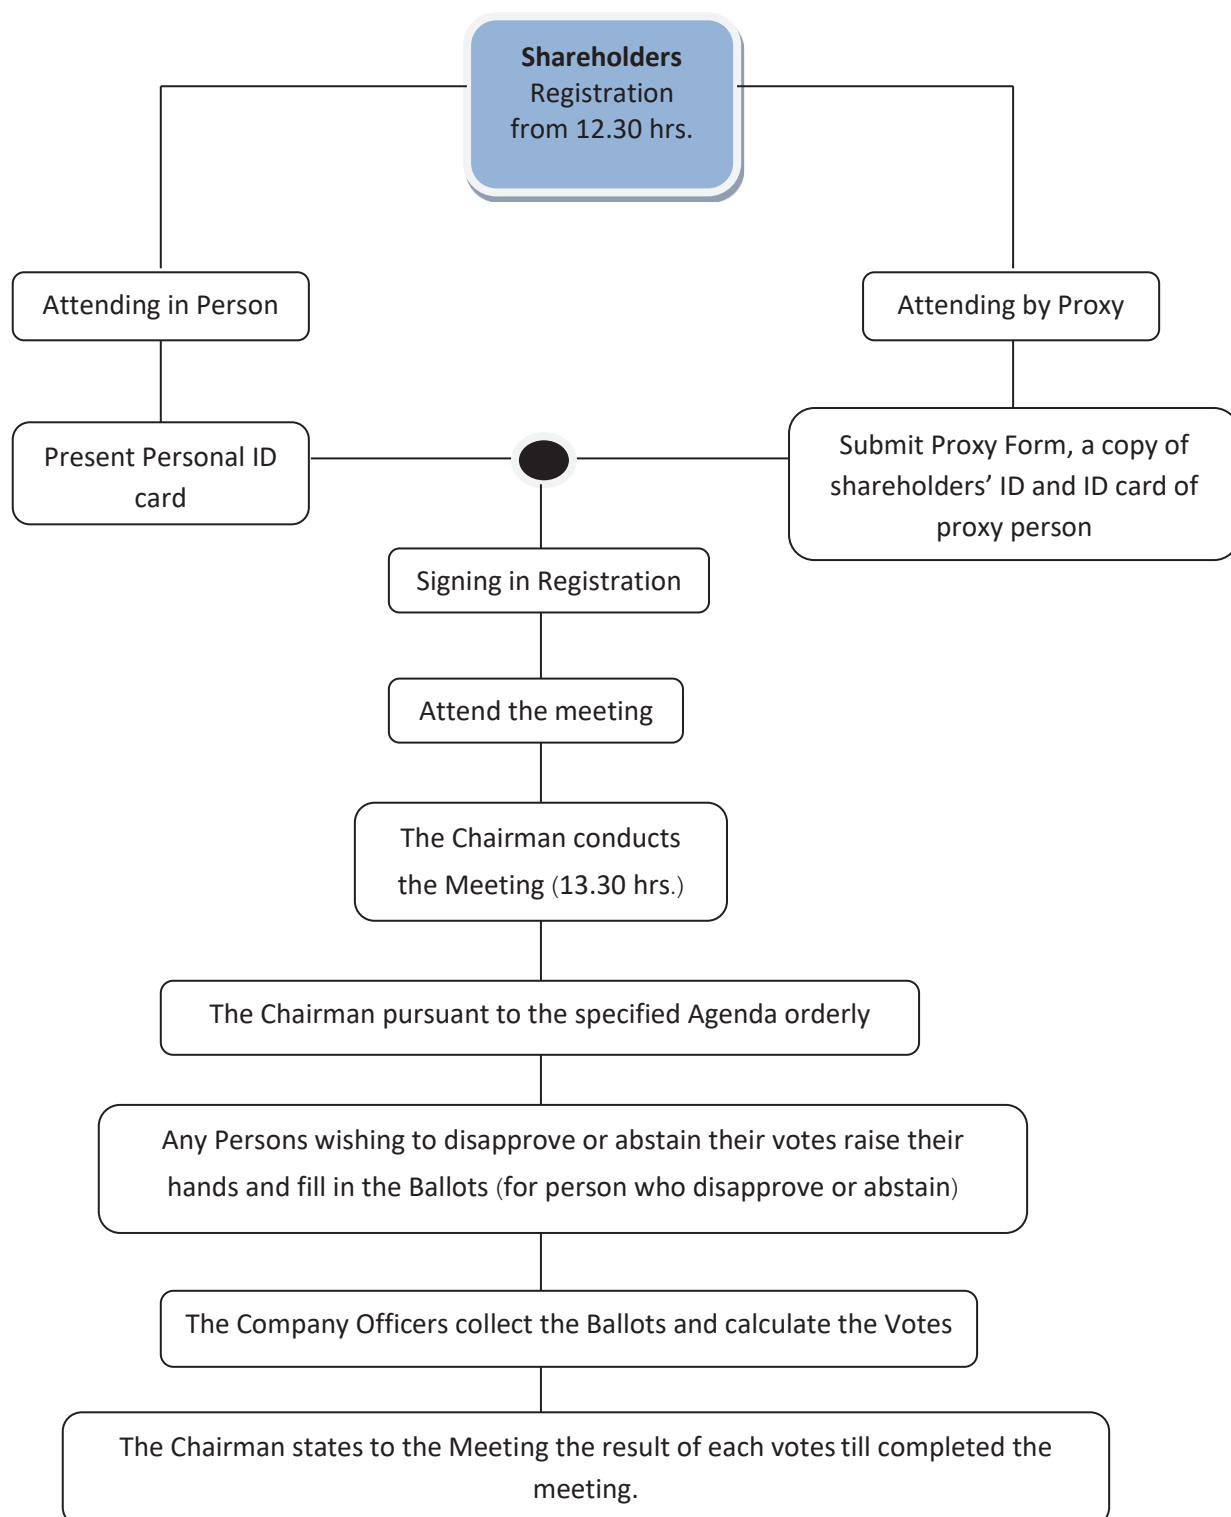 Shareholders
Registration
from 12.30 hrs.
Attending in Person
Attending by Proxy
Present Personal ID
card
Submit Proxy Form, a copy of
shareholders’ ID and ID card of
proxy person
Signing in Registration
Attend the meeting
The Chairman conducts
the Meeting (13.30 hrs.)
The Chairman pursuant to the specified Agenda orderly
Any Persons wishing to disapprove or abstain their votes raise their
hands and fill in the Ballots (for person who disapprove or abstain)
The Company Officers collect the Ballots and calculate the Votes
The Chairman states to the Meeting the result of each votes till completed the
meeting.